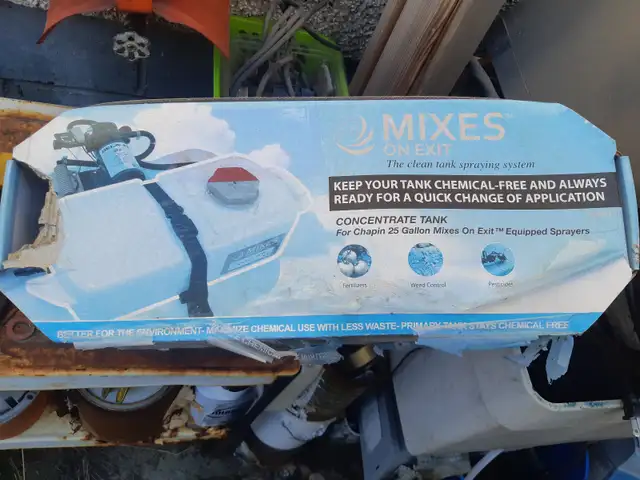 MIXES™
ON EXIT
The clean tank spraying system
KEEP YOUR TANK CHEMICAL-FREE AND ALWAYS
READY FOR A QUICK CHANGE OF APPLICATION
CONCENTRATE TANK
For Chapin 25 Gallon Mixes On Exit™ Equipped Sprayers
Fertilizers
Weed Control
Pesticides
MIXES
BETTER FOR THE ENVIRONMENT- MAXIMIZE CHEMICAL USE WITH LESS WASTE- PRIMARY TANK STAYS CHEMICAL FREE